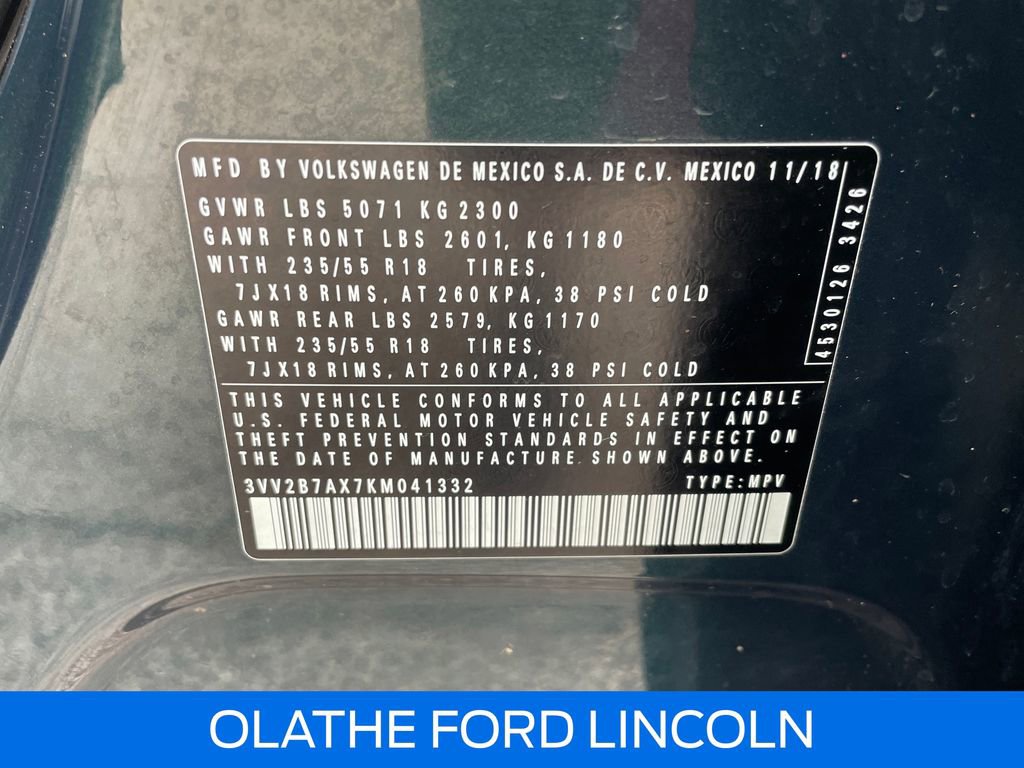 MFD BY VOLKSWAGEN DE MEXICO S.A. DE C.V. MEXICO 11/18
GVWR LBS 5071 KG 2300
GAWR FRONT LBS 2601, KG 1180
WITH 235/55 R18 TIRES,
7JX18 RIMS, AT 260 KPA, 38 PSI COLD
GAWR REAR LBS 2579, KG 1170
WITH 235/55 R18 TIRES,
7JX18 RIMS, AT 260 KPA, 38 PSI COLD
4530126 3426
THIS VEHICLE CONFORMS TO ALL APPLICABLE
U.S. FEDERAL MOTOR VEHICLE SAFETY AND
THEFT PREVENTION STANDARDS IN EFFECT ON
THE DATE OF MANUFACTURE SHOWN ABOVE.
3VV2B7AX7KM041332 TYPE: MPV
OLATHE FORD LINCOLN